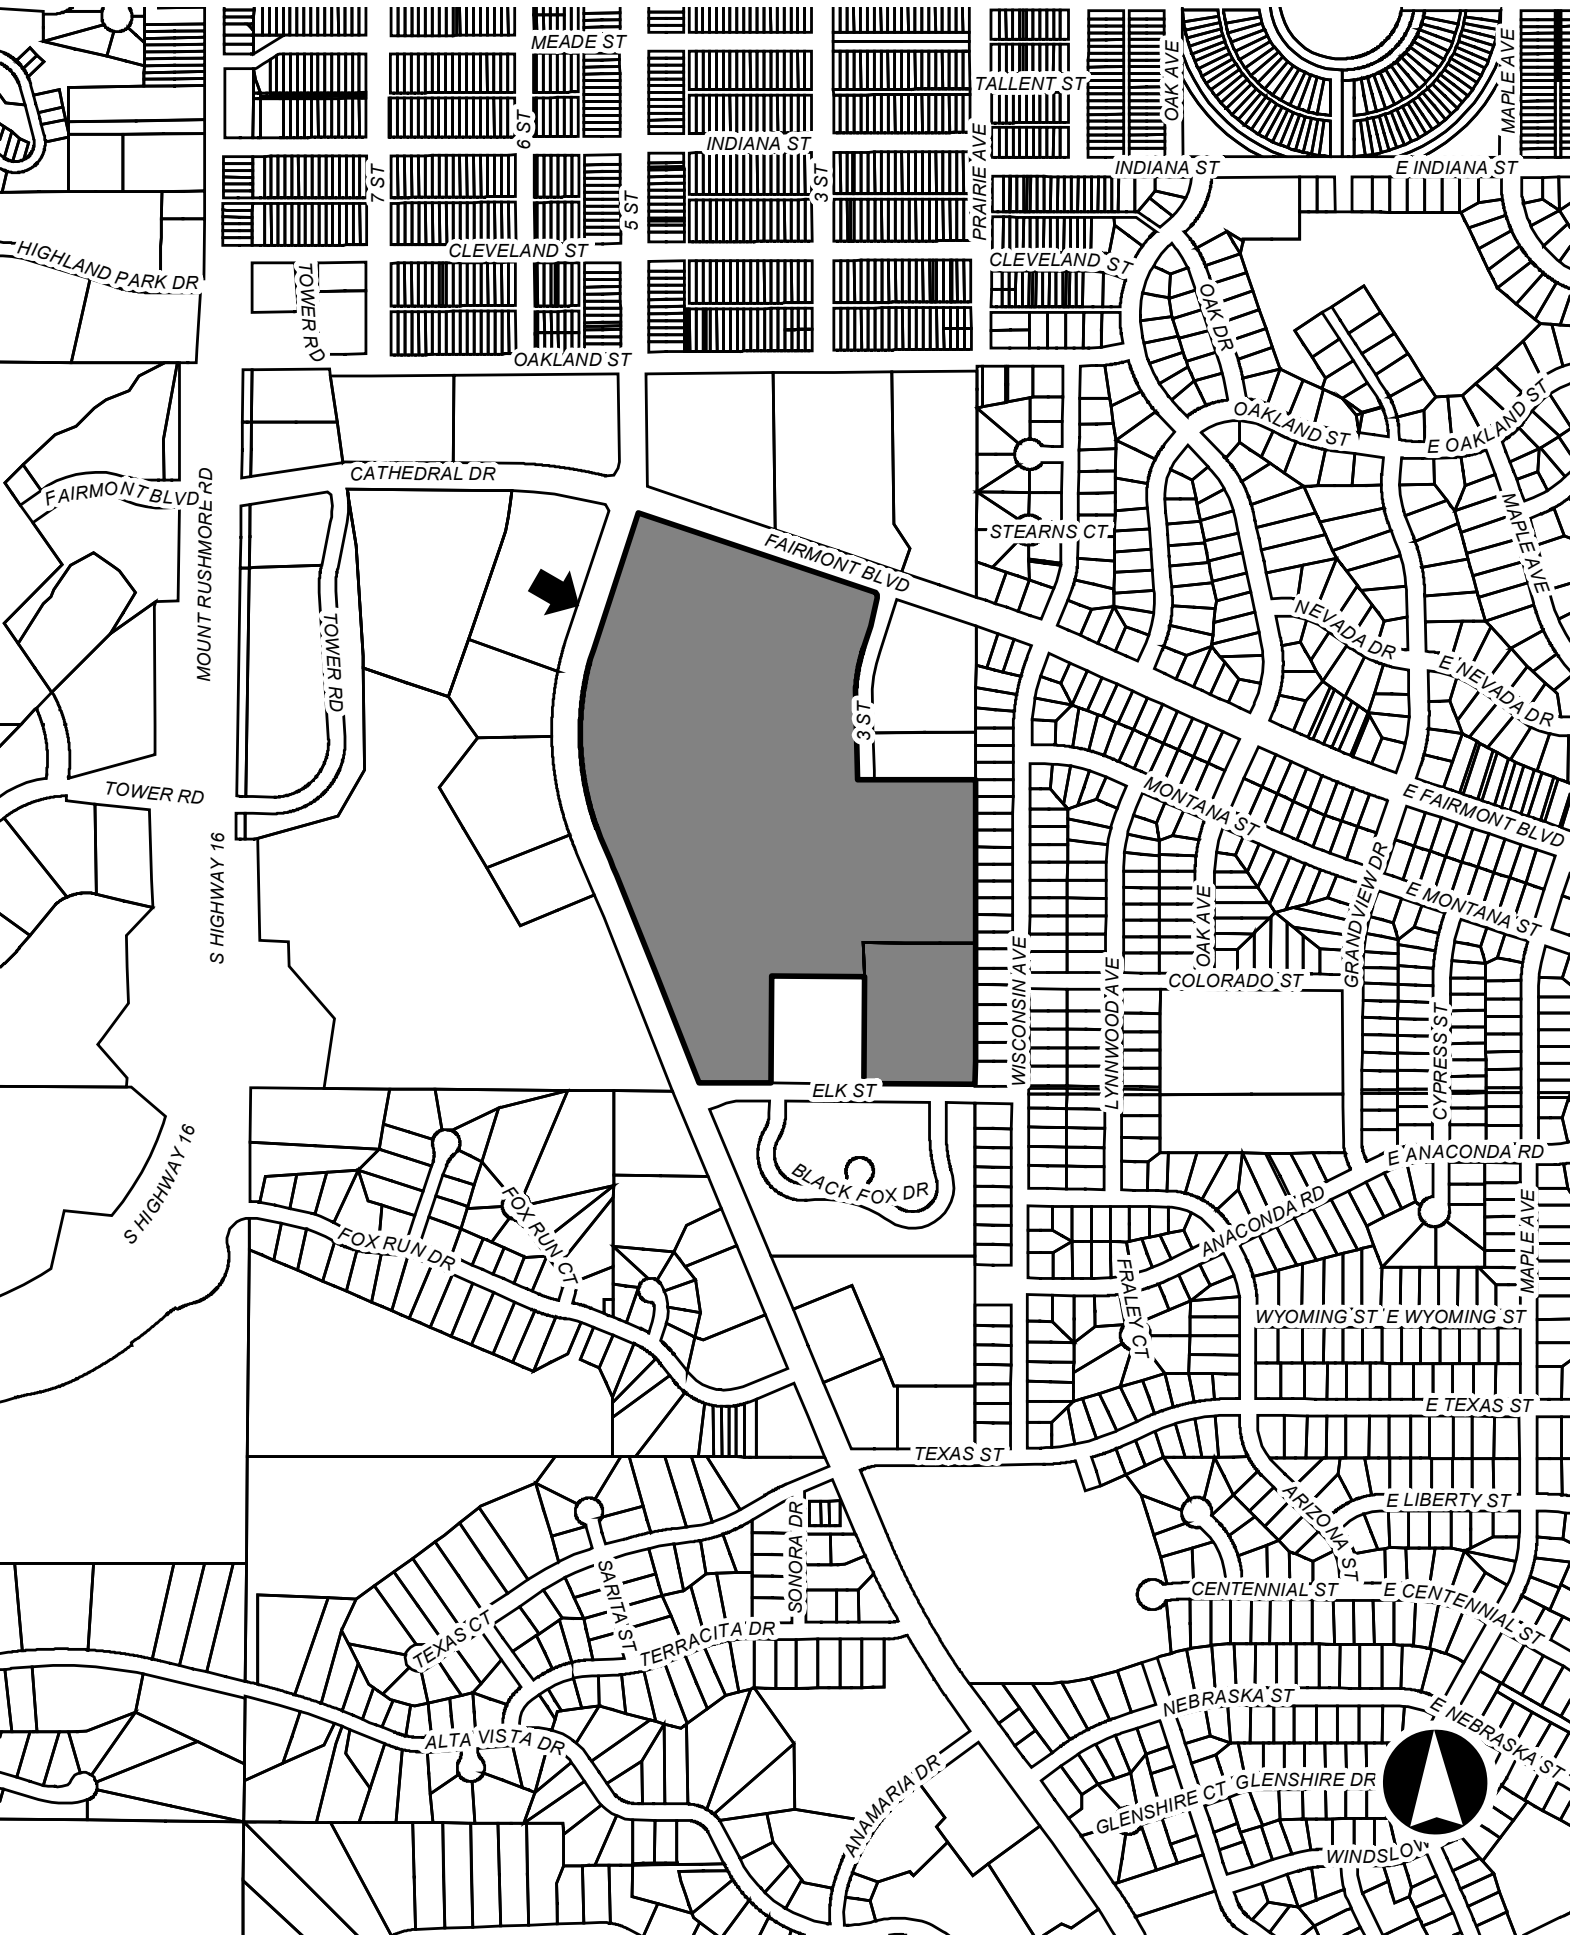 MEADE ST
OAK AVE
MAPLE AVE
TALLENT ST
6 ST
INDIANA ST
PRAIRIE AVE
INDIANA ST
E INDIANA ST
7 ST
5 ST
3 ST
HIGHLAND PARK DR
CLEVELAND ST
CLEVELAND ST
TOWER RD
OAK DR
OAKLAND ST
OAKLAND ST
E OAKLAND ST
CATHEDRAL DR
FAIRMONT BLVD
MOUNT RUSHMORE RD
STEARNS CT
MAPLE AVE
FAIRMONT BLVD
TOWER RD
NEVADA DR
E NEVADA DR
3 ST
TOWER RD
MONTANA ST
E FAIRMONT BLVD
S HIGHWAY 16
GRANDVIEW DR
E MONTANA ST
OAK AVE
WISCONSIN AVE
LYNNWOOD AVE
COLORADO ST
CYPRESS ST
ELK ST
S HIGHWAY 16
BLACK FOX DR
E ANACONDA RD
FOX RUN CT
FOX RUN DR
ANACONDA RD
MAPLE AVE
FRALEY CT
WYOMING ST
E WYOMING ST
E TEXAS ST
TEXAS ST
ARIZONA ST
E LIBERTY ST
SONORA DR
SARITA ST
CENTENNIAL ST
E CENTENNIAL ST
TEXAS CT
TERRACITA DR
NEBRASKA ST
E NEBRASKA ST
ALTA VISTA DR
ANAMARIA DR
GLENSHIRE CT
GLENSHIRE DR
WINDSLOW